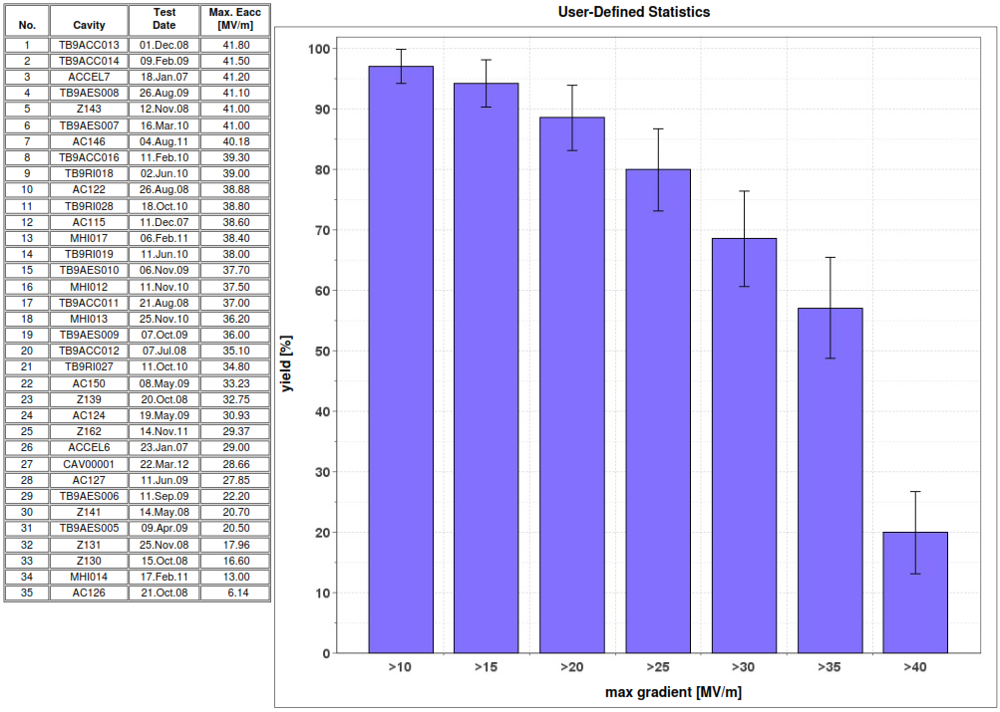 No. Cavity Test Date Max. Eacc [MV/m]
1 TB9ACC013 01.Dec.08 41.80
2 TB9ACC014 09.Feb.09 41.50
3 ACCEL7 18.Jan.07 41.20
4 TB9AES008 26.Aug.09 41.10
5 Z143 12.Nov.08 41.00
6 TB9AES007 16.Mar.10 41.00
7 AC146 04.Aug.11 40.18
8 TB9ACC016 11.Feb.10 39.30
9 TB9RI018 02.Jun.10 39.00
10 AC122 26.Aug.08 38.88
11 TB9RI028 18.Oct.10 38.80
12 AC115 11.Dec.07 38.60
13 MHI017 06.Feb.11 38.40
14 TB9RI019 11.Jun.10 38.00
15 TB9AES010 06.Nov.09 37.70
16 MHI012 11.Nov.10 37.50
17 TB9ACC011 21.Aug.08 37.00
18 MHI013 25.Nov.10 36.20
19 TB9AES009 07.Oct.09 36.00
20 TB9ACC012 07.Jul.08 35.10
21 TB9RI027 11.Oct.10 34.80
22 AC150 08.May.09 33.23
23 Z139 20.Oct.08 32.75
24 AC124 19.May.09 30.93
25 Z162 14.Nov.11 29.37
26 ACCEL6 23.Jan.07 29.00
27 CAV00001 22.Mar.12 28.66
28 AC127 11.Jun.09 27.85
29 TB9AES006 11.Sep.09 22.20
30 Z141 14.May.08 20.70
31 TB9AES005 09.Apr.09 20.50
32 Z131 25.Nov.08 17.96
33 Z130 15.Oct.08 16.60
34 MHI014 17.Feb.11 13.00
35 AC126 21.Oct.08 6.14
User-Defined Statistics
yield [%]
100
90
80
70
60
50
40
30
20
10
0
>10 >15 >20 >25 >30 >35 >40
max gradient [MV/m]